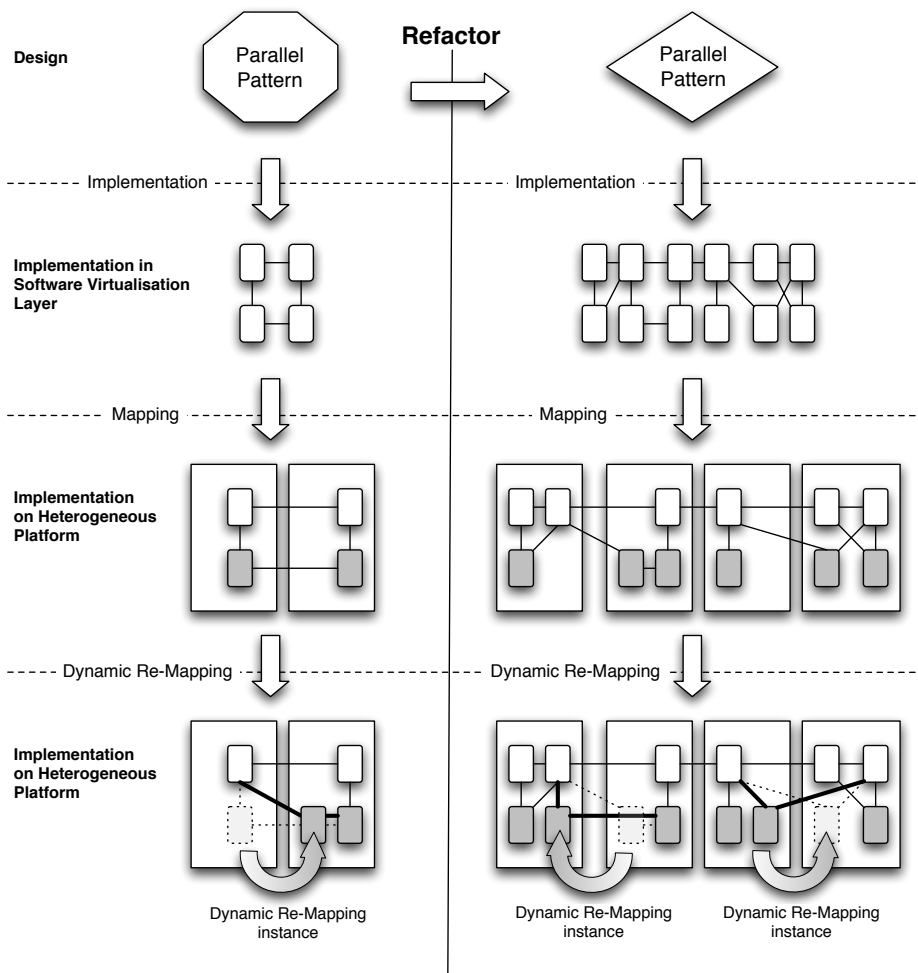 Refactor
Design
Parallel
Pattern
Parallel
Pattern
Implementation
Implementation
Implementation in
Software Virtualisation
Layer
Mapping
Mapping
Implementation
on Heterogeneous
Platform
Dynamic Re-Mapping
Dynamic Re-Mapping
Implementation
on Heterogeneous
Platform
Dynamic Re-Mapping
instance
Dynamic Re-Mapping
instance
Dynamic Re-Mapping
instance